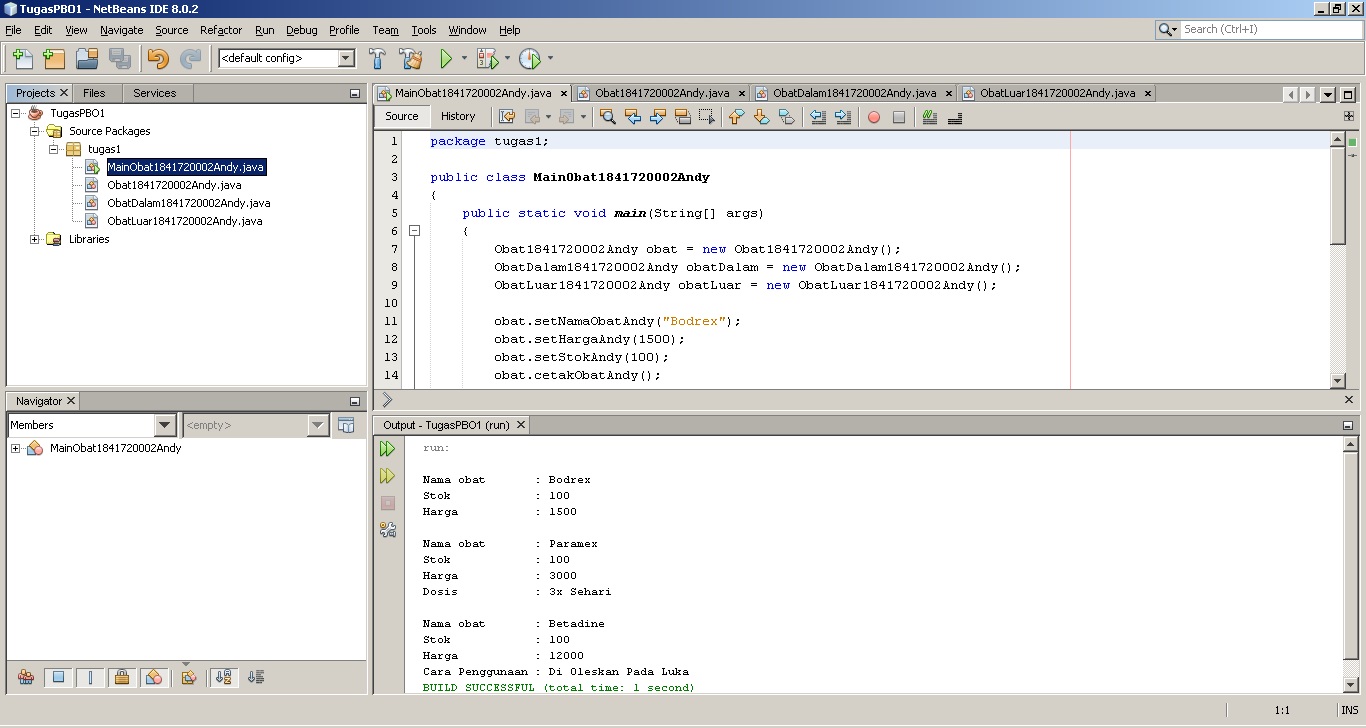 TugasPBO1 - NetBeans IDE 8.0.2
File Edit View Navigate Source Refactor Run Debug Profile Team Tools Window Help
Search (Ctrl+I)
<default config>
Projects Files Services
TugasPBO1
Source Packages
tugas1
MainObat1841720002Andy.java
Obat1841720002Andy.java
ObatDalam1841720002Andy.java
ObatLuar1841720002Andy.java
Libraries
Navigator
Members
<empty>
MainObat1841720002Andy
MainObat1841720002Andy.java Obat1841720002Andy.java ObatDalam1841720002Andy.java ObatLuar1841720002Andy.java
Source History
1 package tugas1;
2
3 public class MainObat1841720002Andy
4 {
5 public static void main(String[] args)
6 {
7 Obat1841720002Andy obat = new Obat1841720002Andy();
8 ObatDalam1841720002Andy obatDalam = new ObatDalam1841720002Andy();
9 ObatLuar1841720002Andy obatLuar = new ObatLuar1841720002Andy();
10
11 obat.setNamaObatAndy("Bodrex");
12 obat.setHargaAndy(1500);
13 obat.setStokAndy(100);
14 obat.cetakObatAndy();
Output - TugasPBO1 (run)
run:
Nama obat : Bodrex
Stok : 100
Harga : 1500
Nama obat : Paramex
Stok : 100
Harga : 3000
Dosis : 3x Sehari
Nama obat : Betadine
Stok : 100
Harga : 12000
Cara Penggunaan : Di Oleskan Pada Luka
BUILD SUCCESSFUL (total time: 1 second)
1:1 INS